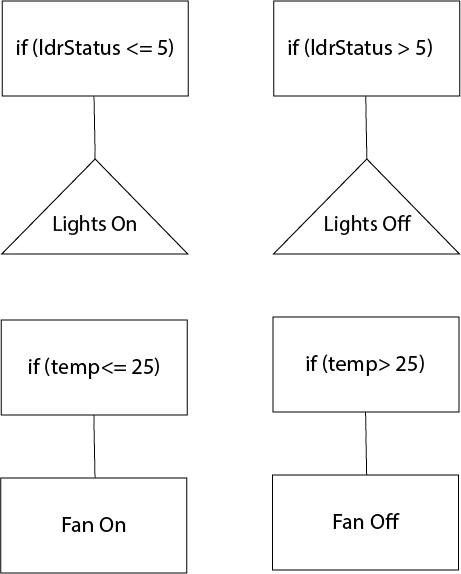 if (ldrStatus <= 5)
if (ldrStatus > 5)
Lights On
Lights Off
if (temp<= 25)
if (temp> 25)
Fan On
Fan Off